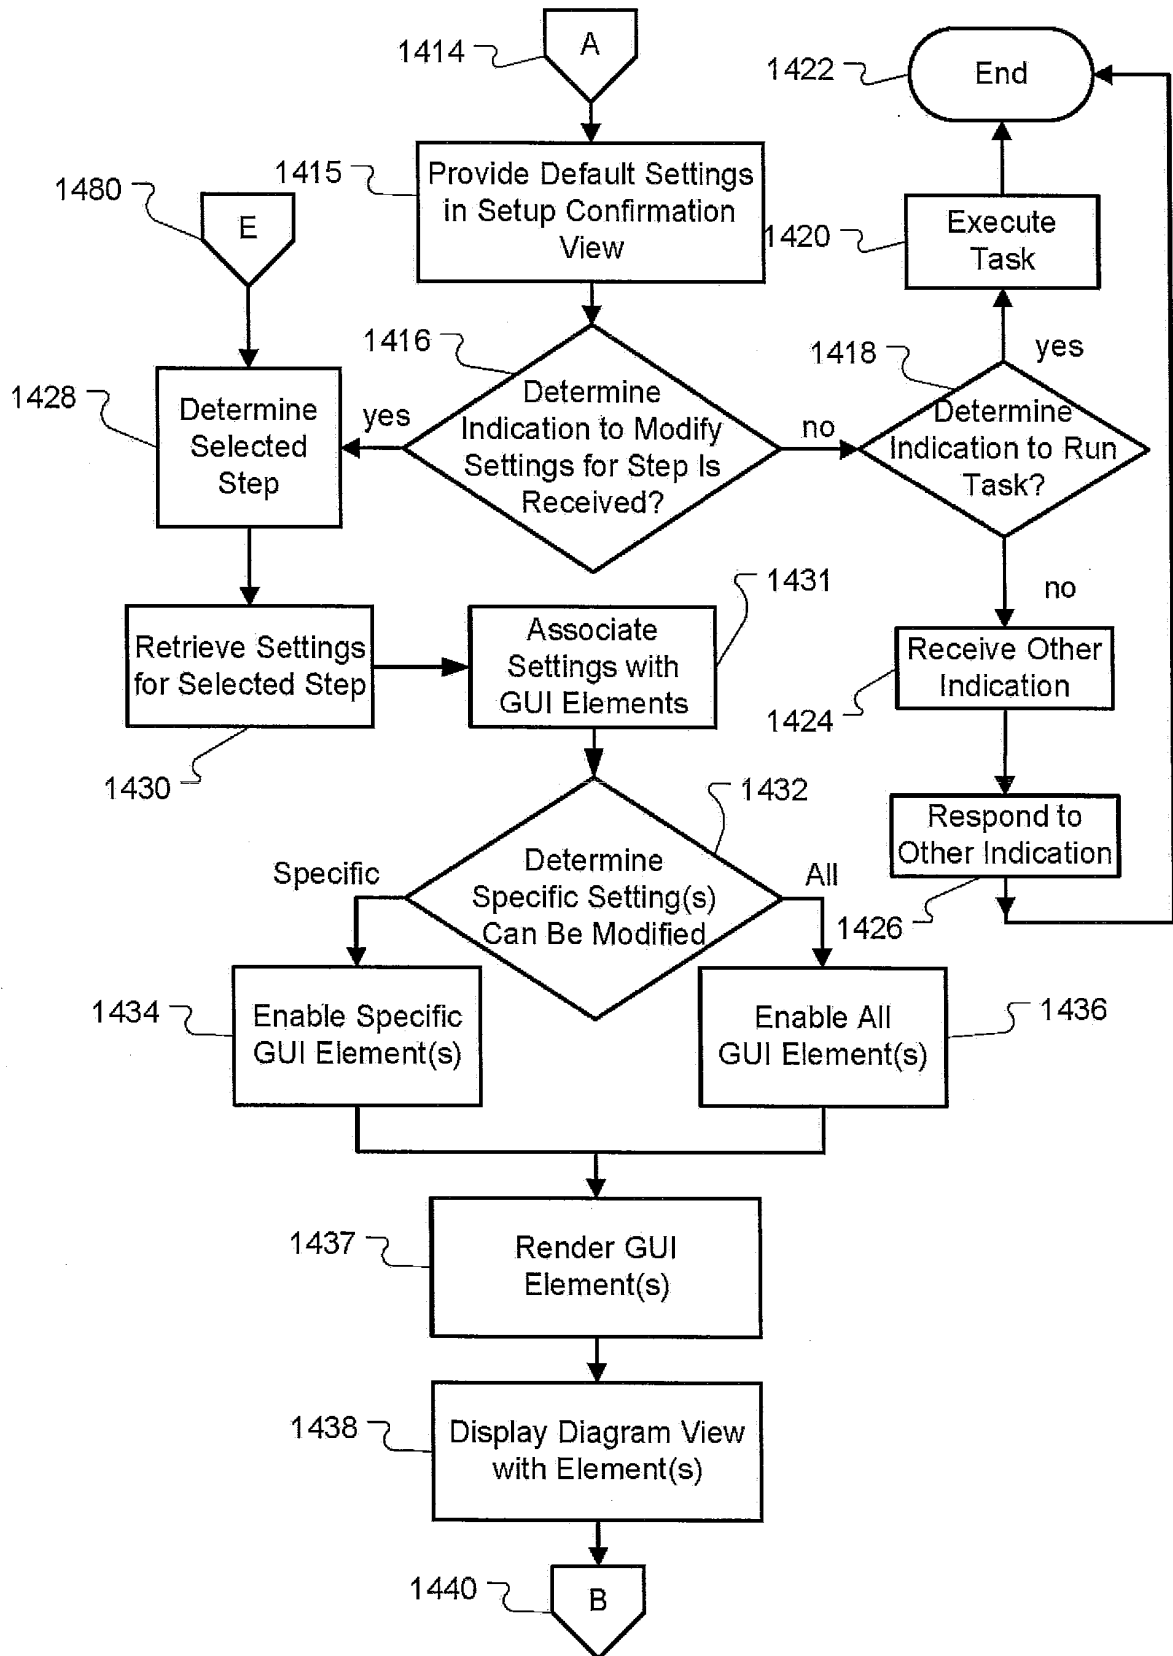 A
1414
End
1422
1415
Provide Default Settings
in Setup Confirmation
View
1480
E
1420
Execute
Task
1416
Determine
Indication to Modify
Settings for Step Is
Received?
yes
no
1418
yes
Determine
Indication to Run
Task?
no
1428
Determine
Selected
Step
1430
Retrieve Settings
for Selected Step
1431
Associate
Settings with
GUI Elements
Receive Other
Indication
1424
Respond to
Other Indication
1426
1432
Determine
Specific Setting(s)
Can Be Modified
Specific
All
1434
Enable Specific
GUI Element(s)
Enable All
GUI Element(s)
1436
1437
Render GUI
Element(s)
1438
Display Diagram View
with Element(s)
1440
B